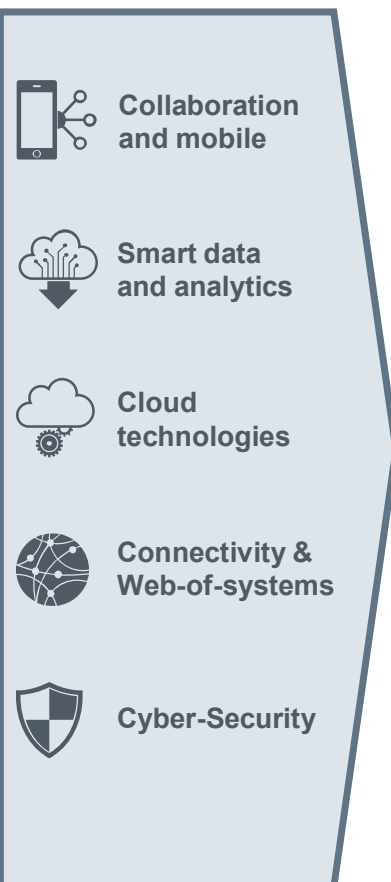 Collaboration
and mobile
Smart data
and analytics
Cloud
technologies
Connectivity &
Web-of-systems
Cyber-Security